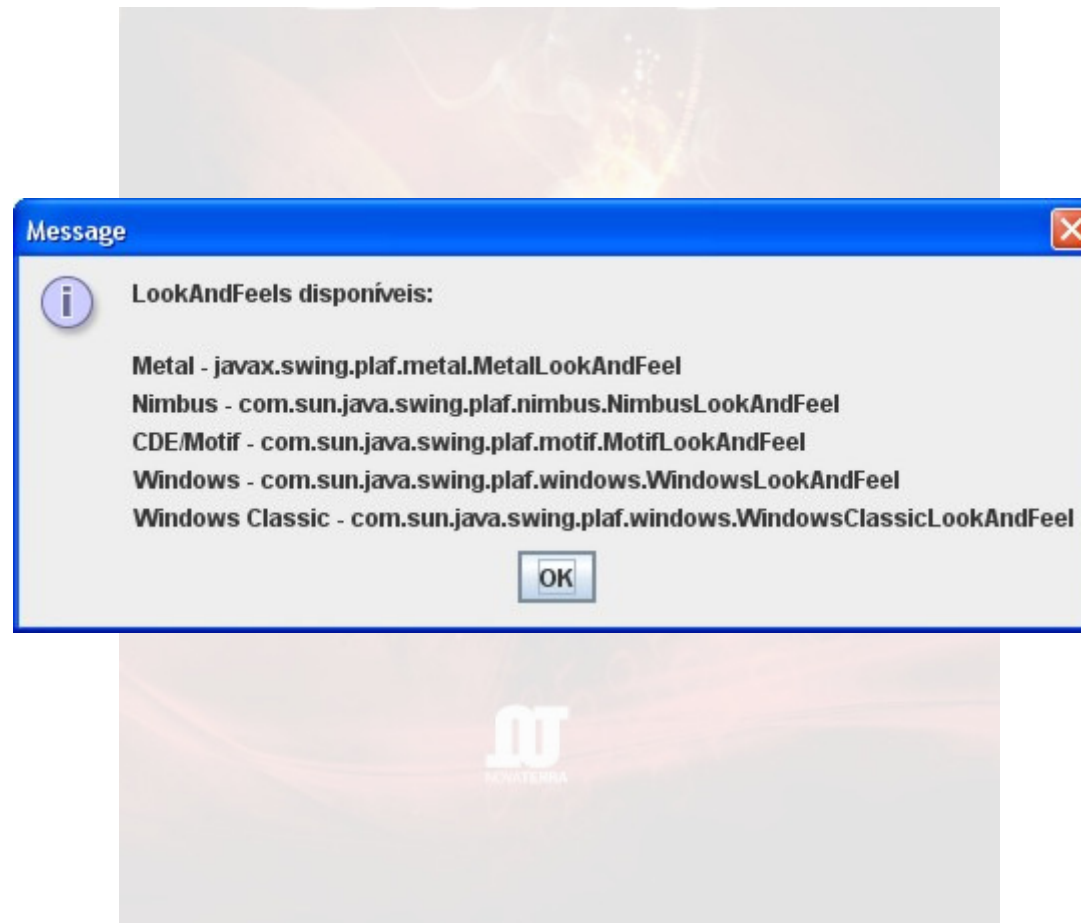 Message
LookAndFeels disponíveis:
Metal - javax.swing.plaf.metal.MetalLookAndFeel
Nimbus - com.sun.java.swing.plaf.nimbus.NimbusLookAndFeel
CDE/Motif - com.sun.java.swing.plaf.motif.MotifLookAndFeel
Windows - com.sun.java.swing.plaf.windows.WindowsLookAndFeel
Windows Classic - com.sun.java.swing.plaf.windows.WindowsClassicLookAndFeel
OK
NOVATERRA